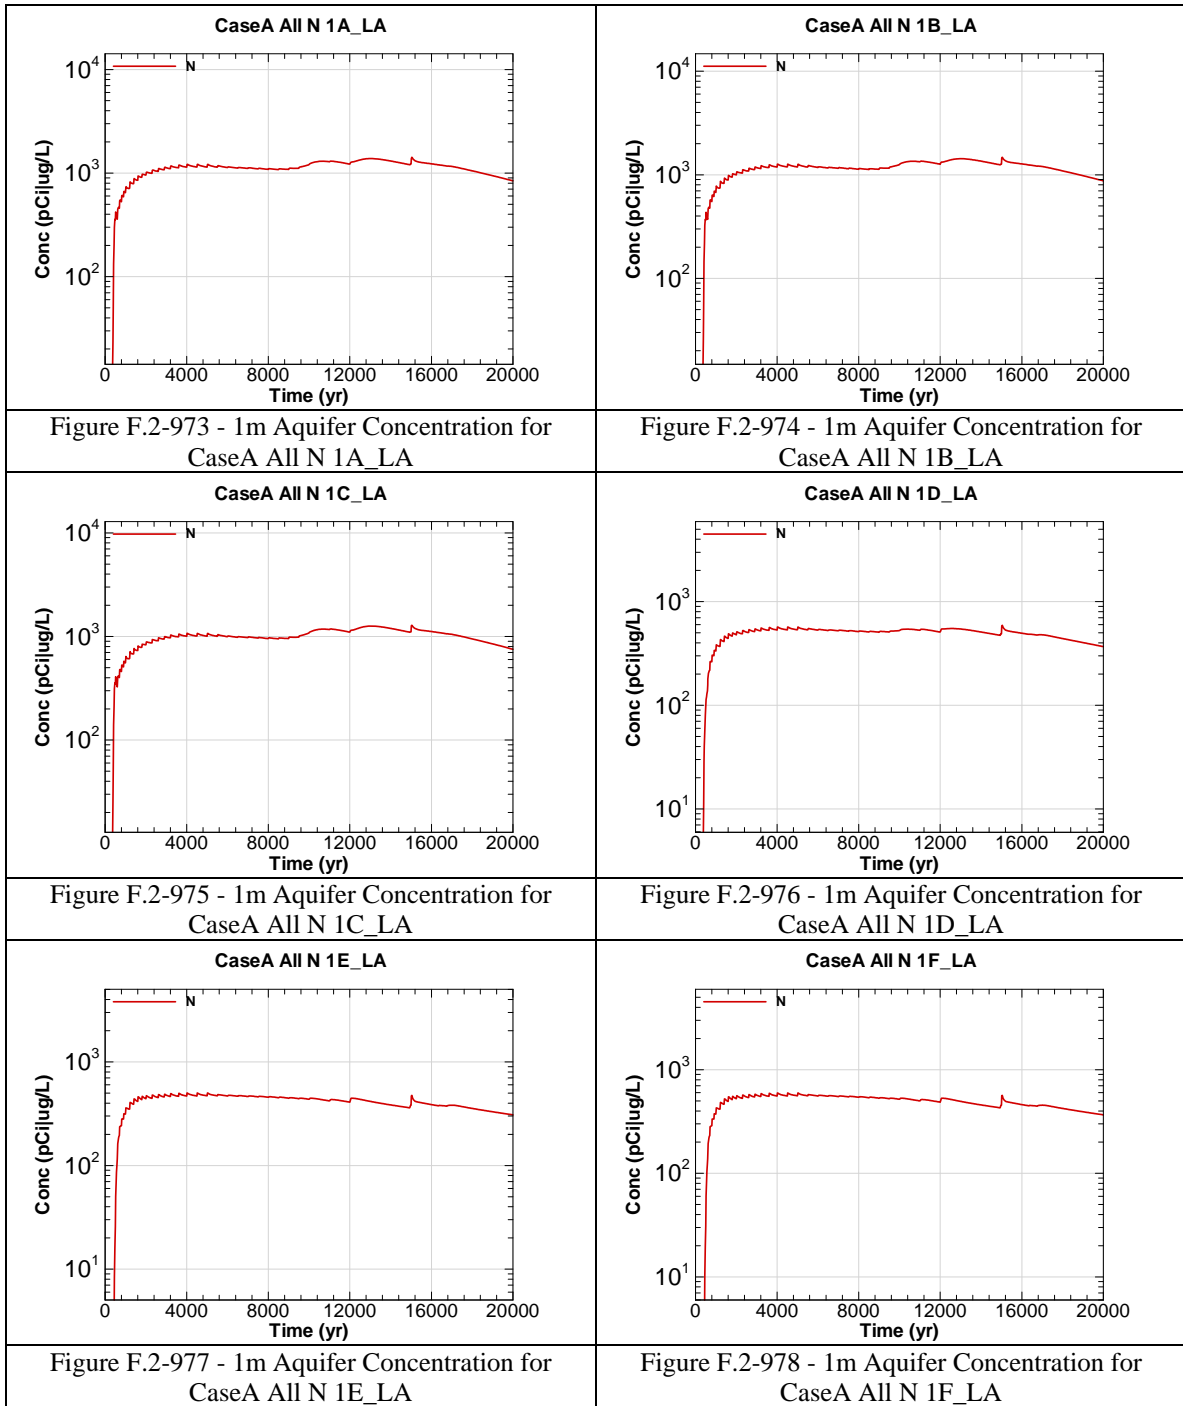 CaseA All N 1A_LA
N
10^4
10^3
10^2
Conc (pCi|ug/L)
0 4000 8000 12000 16000 20000
Time (yr)
Figure F.2-973 - 1m Aquifer Concentration for
CaseA All N 1A_LA
CaseA All N 1B_LA
N
10^4
10^3
10^2
Conc (pCi|ug/L)
0 4000 8000 12000 16000 20000
Time (yr)
Figure F.2-974 - 1m Aquifer Concentration for
CaseA All N 1B_LA
CaseA All N 1C_LA
N
10^4
10^3
10^2
Conc (pCi|ug/L)
0 4000 8000 12000 16000 20000
Time (yr)
Figure F.2-975 - 1m Aquifer Concentration for
CaseA All N 1C_LA
CaseA All N 1D_LA
N
10^3
10^2
10^1
Conc (pCi|ug/L)
0 4000 8000 12000 16000 20000
Time (yr)
Figure F.2-976 - 1m Aquifer Concentration for
CaseA All N 1D_LA
CaseA All N 1E_LA
N
10^3
10^2
10^1
Conc (pCi|ug/L)
0 4000 8000 12000 16000 20000
Time (yr)
Figure F.2-977 - 1m Aquifer Concentration for
CaseA All N 1E_LA
CaseA All N 1F_LA
N
10^3
10^2
10^1
Conc (pCi|ug/L)
0 4000 8000 12000 16000 20000
Time (yr)
Figure F.2-978 - 1m Aquifer Concentration for
CaseA All N 1F_LA